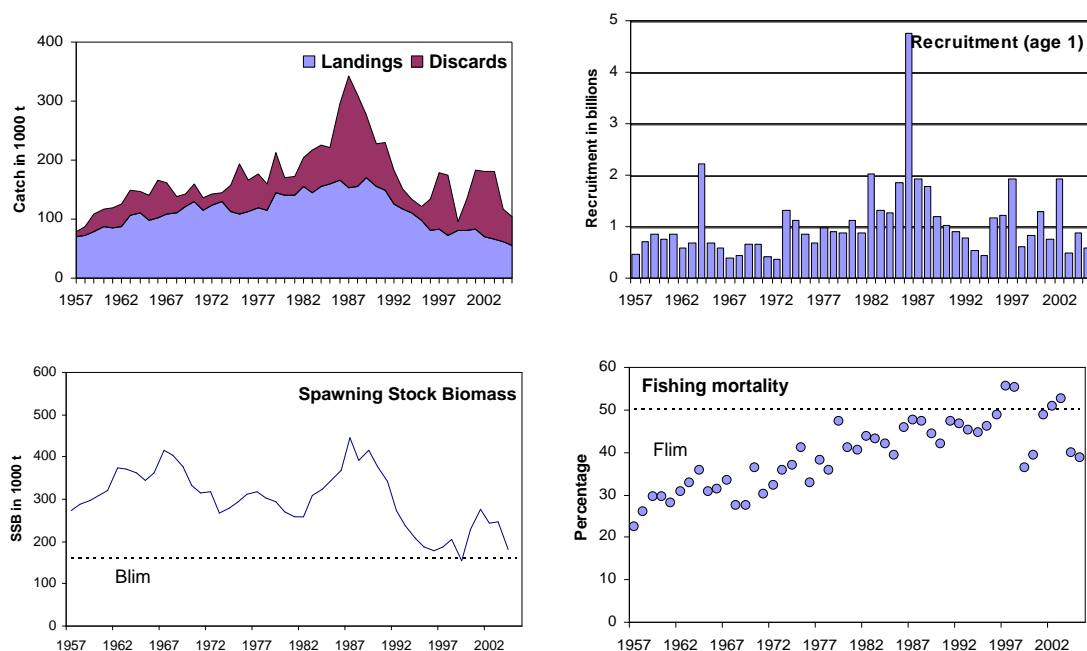 Landings Discards
Catch in 1000 t
400
300
200
100
0
1957 1962 1967 1972 1977 1982 1987 1992 1997 2002
Recruitment (age 1)
Recruitment in billions
5
4
3
2
1
0
1957 1962 1967 1972 1977 1982 1987 1992 1997 2002
Spawning Stock Biomass
SSB in 1000 t
600
500
400
300
200
100
0
Blim
1957 1962 1967 1972 1977 1982 1987 1992 1997 2002
Fishing mortality
Percentage
60
50
40
30
20
10
0
Flim
1957 1962 1967 1972 1977 1982 1987 1992 1997 2002